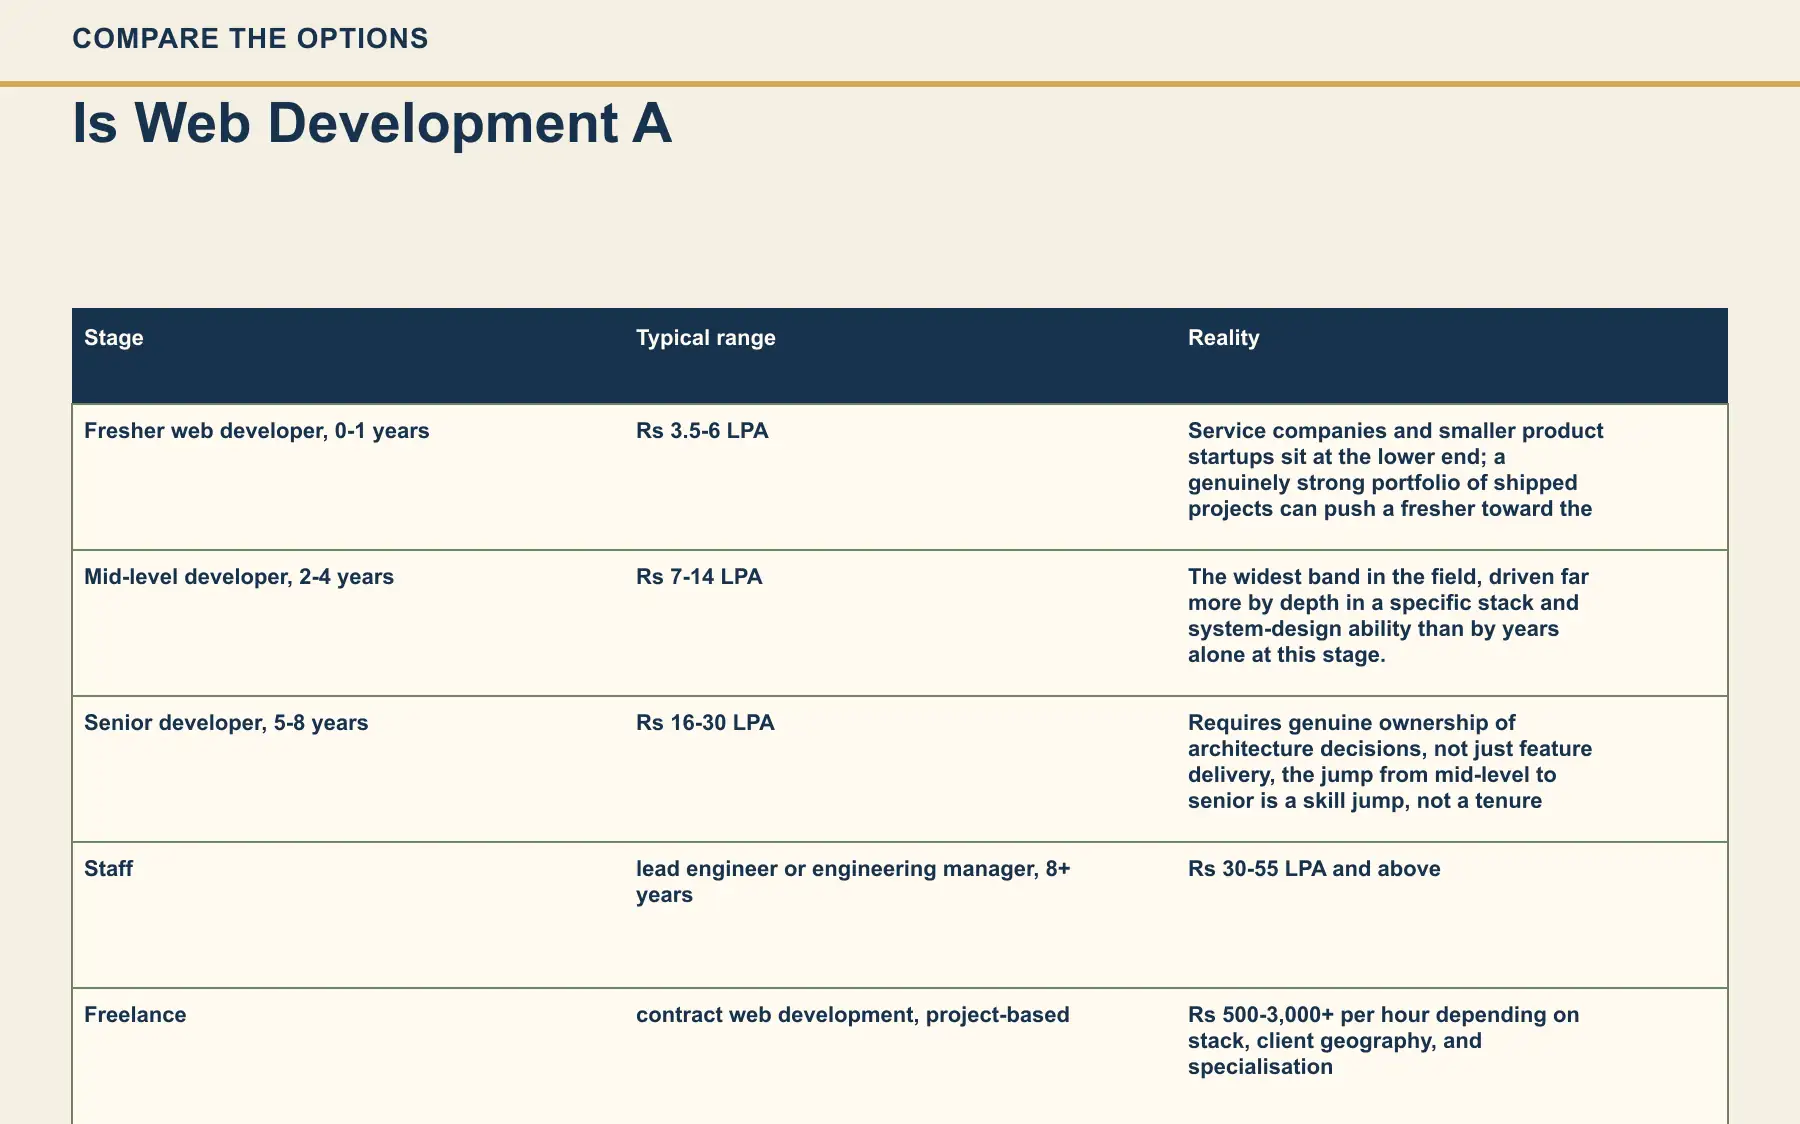 COMPARE THE OPTIONS
Is Web Development A
Stage
Typical range
Reality
Fresher web developer, 0-1 years
Rs 3.5-6 LPA
Service companies and smaller product
startups sit at the lower end; a
genuinely strong portfolio of shipped
projects can push a fresher toward the
Mid-level developer, 2-4 years
Rs 7-14 LPA
The widest band in the field, driven far
more by depth in a specific stack and
system-design ability than by years
alone at this stage.
Senior developer, 5-8 years
Rs 16-30 LPA
Requires genuine ownership of
architecture decisions, not just feature
delivery, the jump from mid-level to
senior is a skill jump, not a tenure
Staff
lead engineer or engineering manager, 8+
years
Rs 30-55 LPA and above
Freelance
contract web development, project-based
Rs 500-3,000+ per hour depending on
stack, client geography, and
specialisation